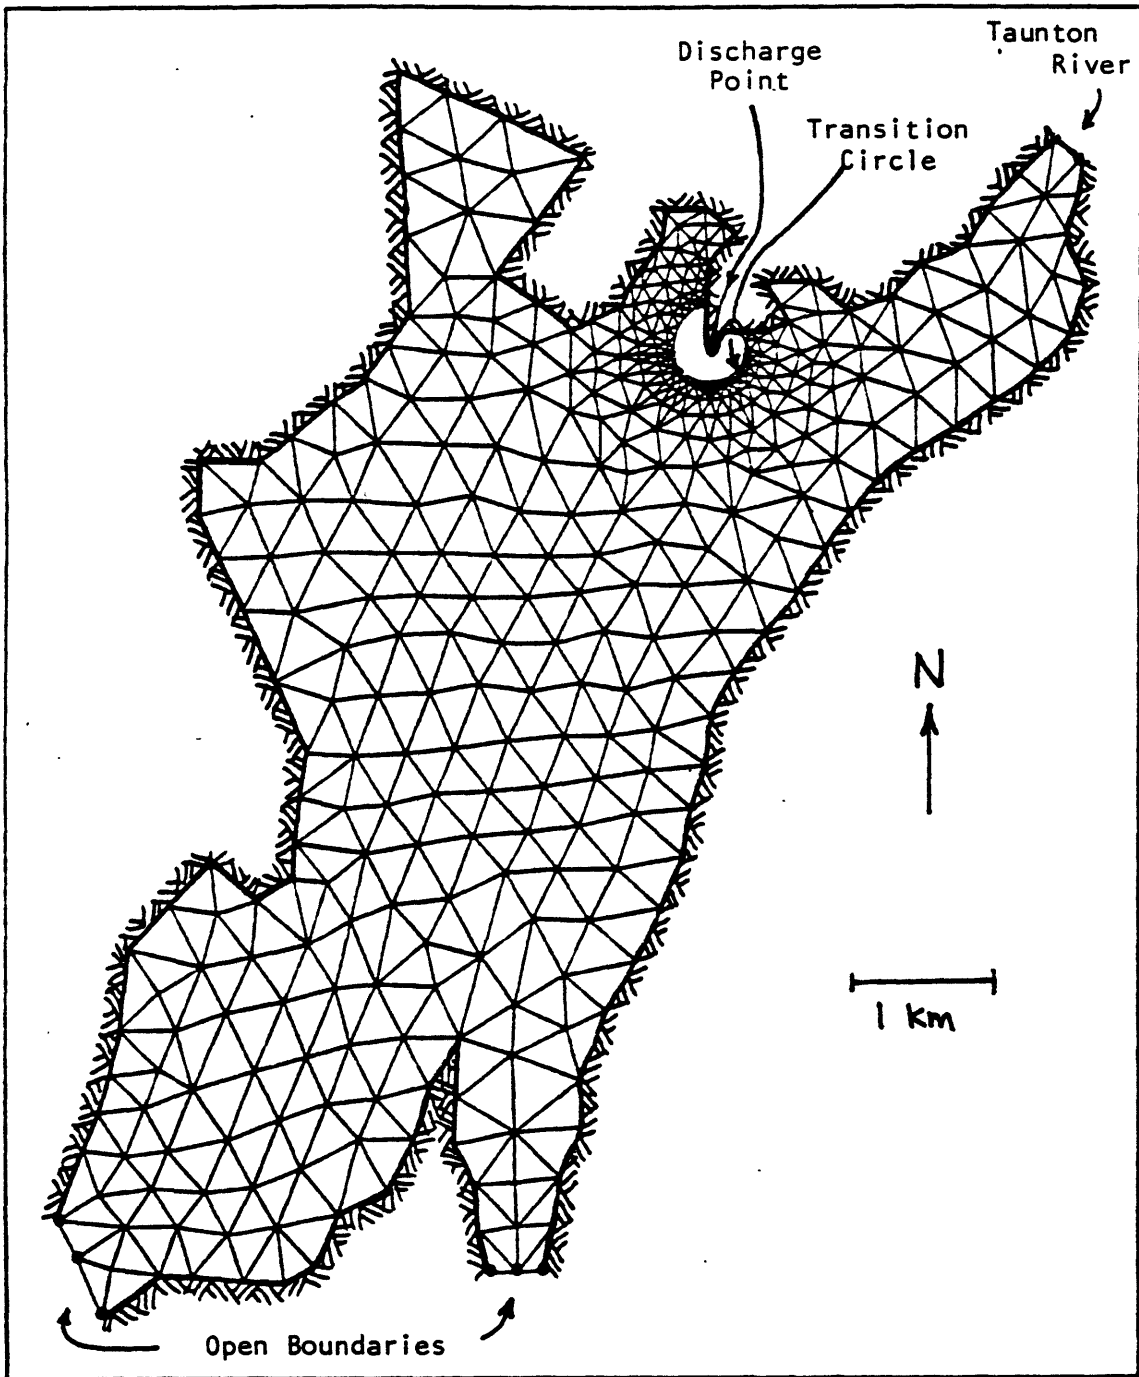 Taunton
River
Discharge
Point
Transition
Circle
N
1 km
Open Boundaries